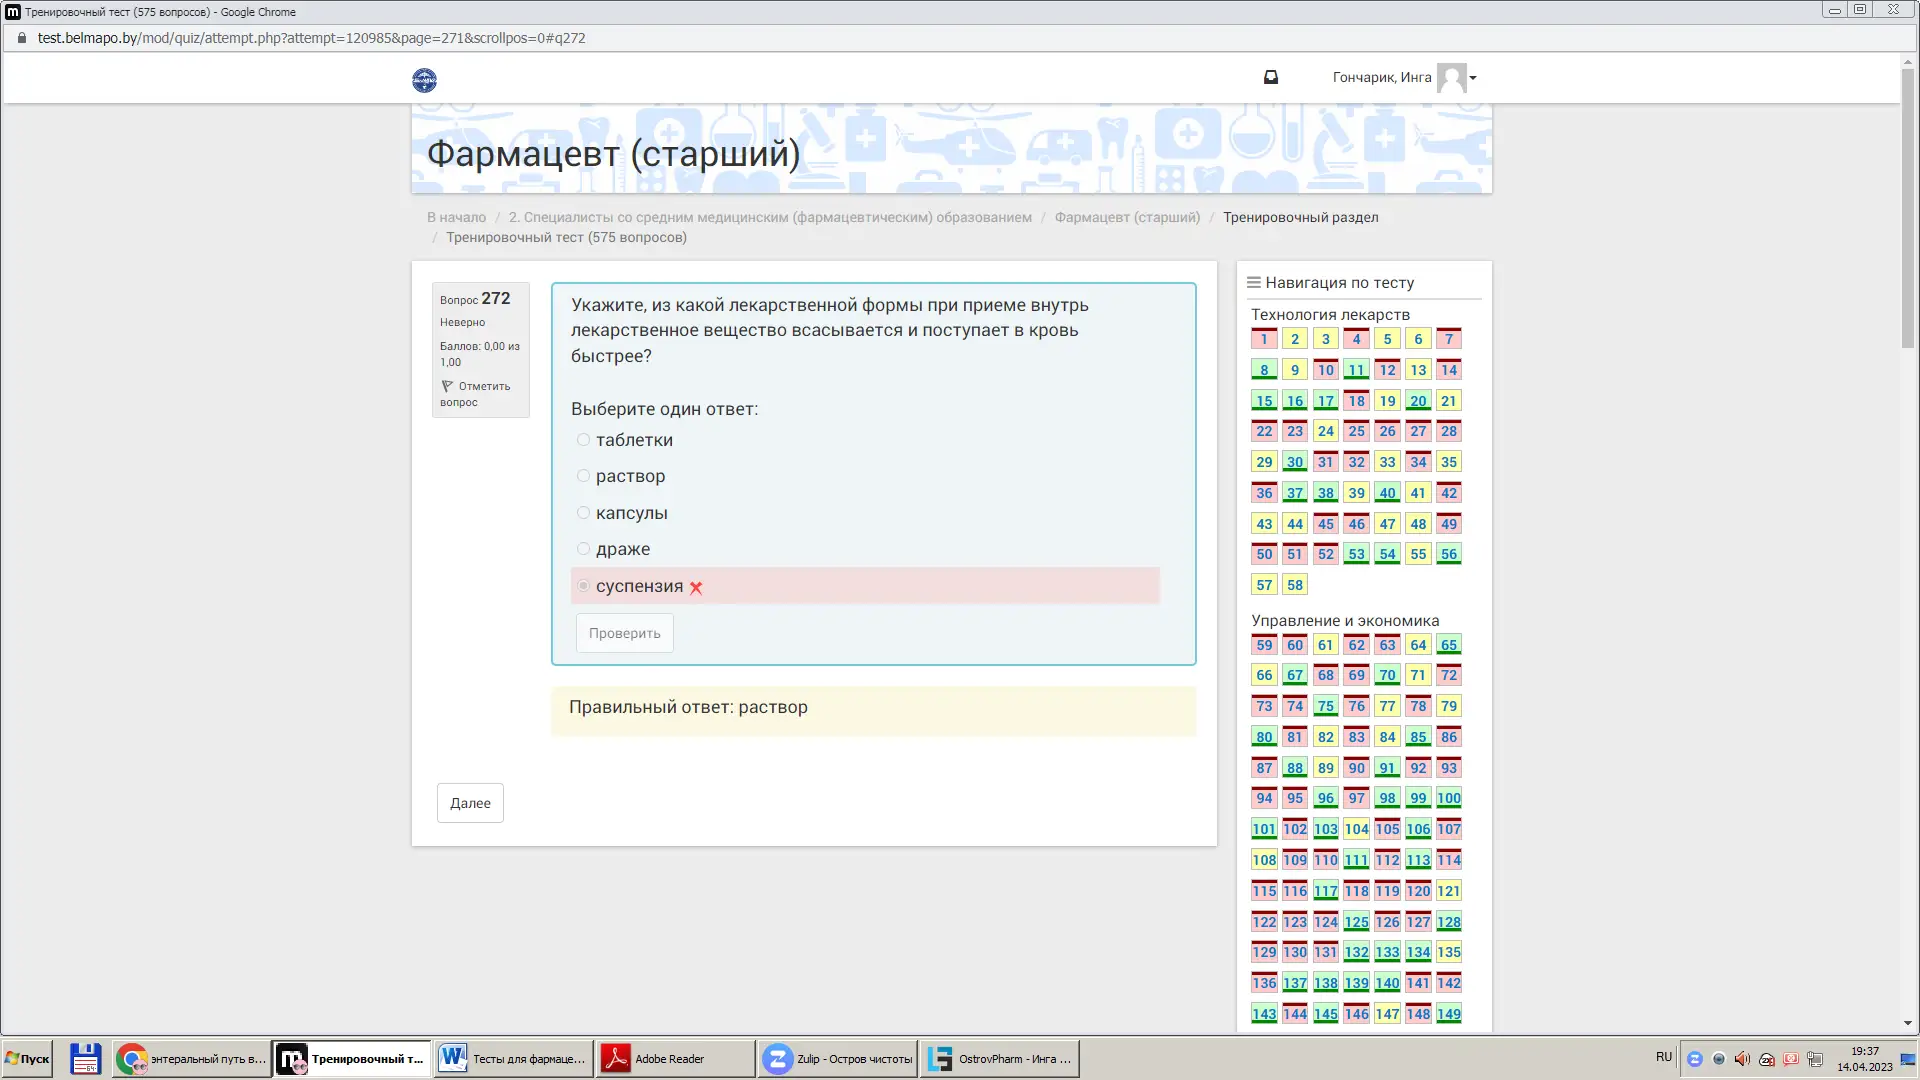 Тренировочный тест (575 вопросов) - Google Chrome
test.belmapo.by/mod/quiz/attempt.php?attempt=120985&page=271&scrollpos=0#q272
Гончарик, Инга
Фармацевт (старший)
В начало / 2. Специалисты со средним медицинским (фармацевтическим) образованием / Фармацевт (старший) / Тренировочный раздел
/ Тренировочный тест (575 вопросов)
Вопрос 272
Неверно
Баллов: 0,00 из
1,00
Отметить
вопрос
Укажите, из какой лекарственной формы при приеме внутрь
лекарственное вещество всасывается и поступает в кровь
быстрее?
Выберите один ответ:
таблетки
раствор
капсулы
драже
суспензия
Проверить
Правильный ответ: раствор
Далее
Навигация по тесту
Технология лекарств
1 2 3 4 5 6 7
8 9 10 11 12 13 14
15 16 17 18 19 20 21
22 23 24 25 26 27 28
29 30 31 32 33 34 35
36 37 38 39 40 41 42
43 44 45 46 47 48 49
50 51 52 53 54 55 56
57 58
Управление и экономика
59 60 61 62 63 64 65
66 67 68 69 70 71 72
73 74 75 76 77 78 79
80 81 82 83 84 85 86
87 88 89 90 91 92 93
94 95 96 97 98 99 100
101 102 103 104 105 106 107
108 109 110 111 112 113 114
115 116 117 118 119 120 121
122 123 124 125 126 127 128
129 130 131 132 133 134 135
136 137 138 139 140 141 142
143 144 145 146 147 148 149
Пуск
энтеральный путь в...
Тренировочный т...
Тесты для фармаце...
Adobe Reader
Zulip - Остров чистоты
OstrovPharm - Инга ...
RU
19:37
14.04.2023